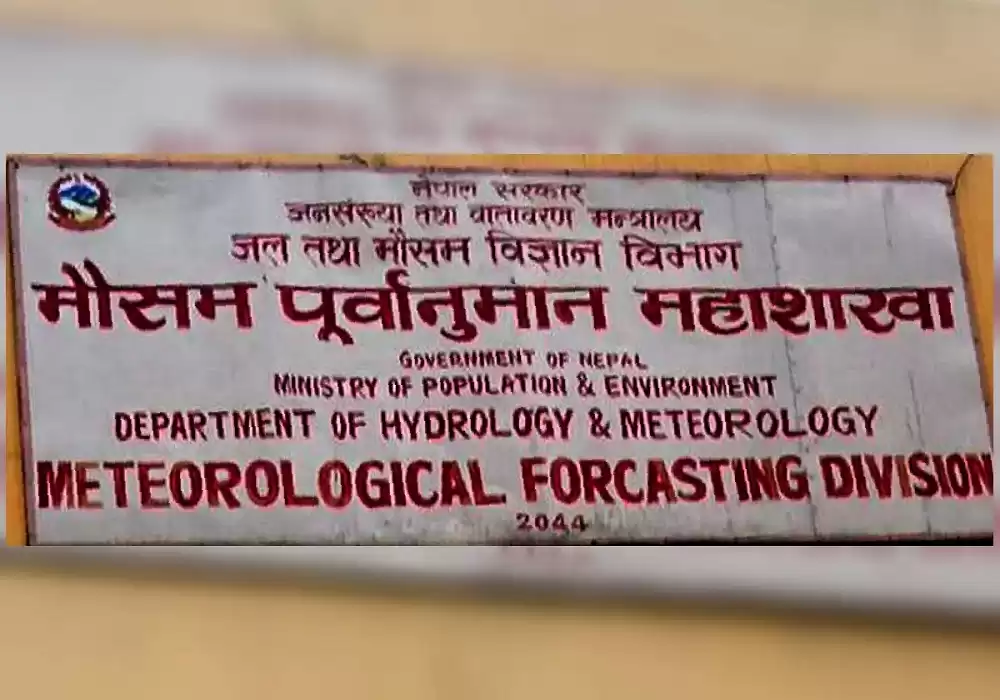 नेपाल सरकार
जनसंख्या तथा वातावरण मन्त्रालय
जल तथा मौसम विज्ञान विभाग
मौसम पूर्वानुमान महाशाखा
GOVERNMENT OF NEPAL
MINISTRY OF POPULATION & ENVIRONMENT
DEPARTMENT OF HYDROLOGY & METEOROLOGY
METEOROLOGICAL FORCASTING DIVISION
2044